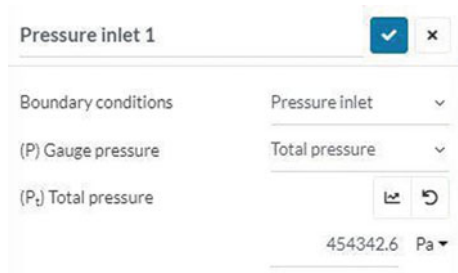 Pressure inlet 1
Boundary conditions Pressure inlet
(P) Gauge pressure Total pressure
(Pₜ) Total pressure
454342.6 Pa